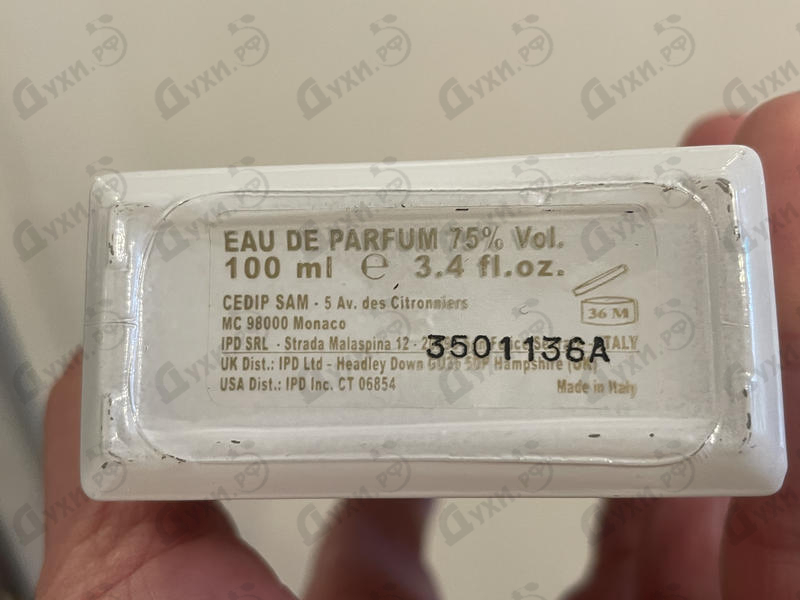 EAU DE PARFUM 75% Vol.
100 ml e 3.4 fl.oz.
CEDIP SAM - 5 Av. des Citronniers
MC 98000 Monaco
IPD SRL - Strada Malaspina 12 - ITALY
3501136A
UK Dist.: IPD Ltd - Headley Down Hampshire (UK)
USA Dist.: IPD Inc. CT 06854
36 M
Made in Italy
Духи.рф